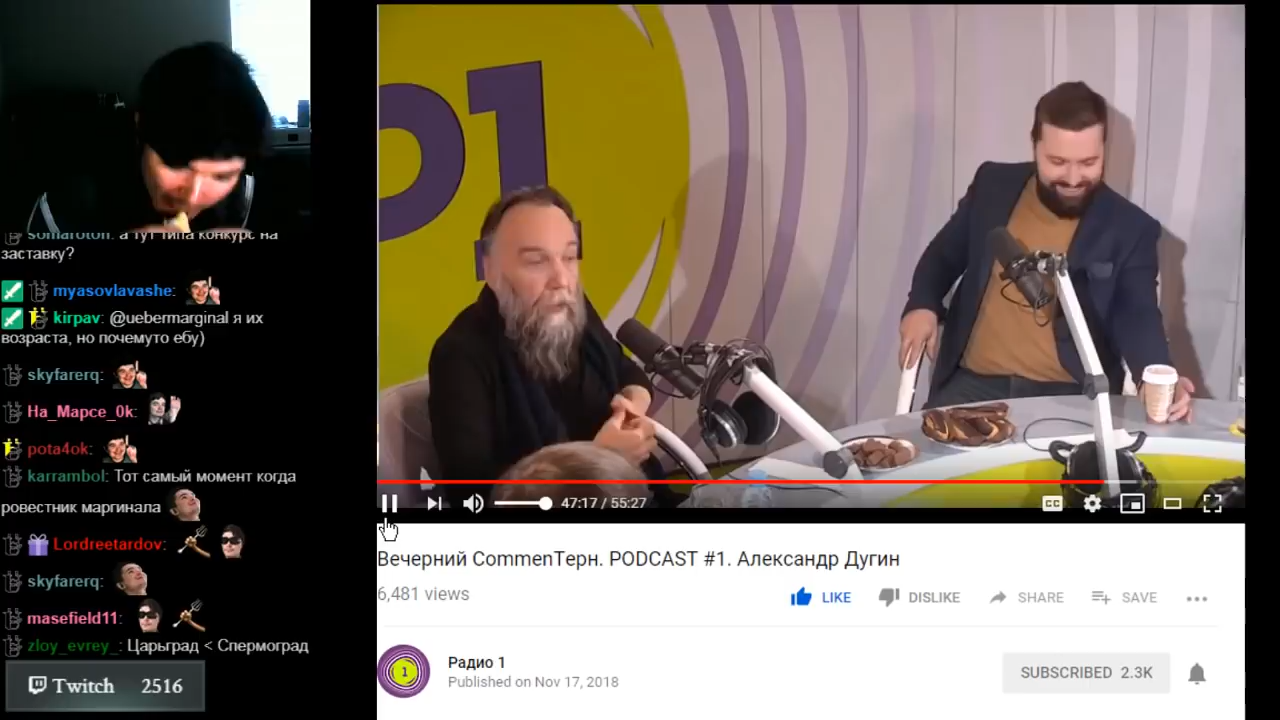 somaroton: а тут типа конкурс на
заставку?
myasovlavashe:
kirpav: @uebermarginal я их
возраста, но почемуто ебу)
skyfarerq:
На_Марсе_0k:
pota4ok:
karrambol: Тот самый момент когда
ровестник маргинала
Lordreetardov:
skyfarerq:
masefield11:
zloy_evrey_: Царьград < Спермоград
Twitch 2516
P1
47:17 / 55:27
CC
Вечерний CommenТерн. PODCAST #1. Александр Дугин
6,481 views
LIKE DISLIKE SHARE SAVE
1
Радио 1
Published on Nov 17, 2018
SUBSCRIBED 2.3K